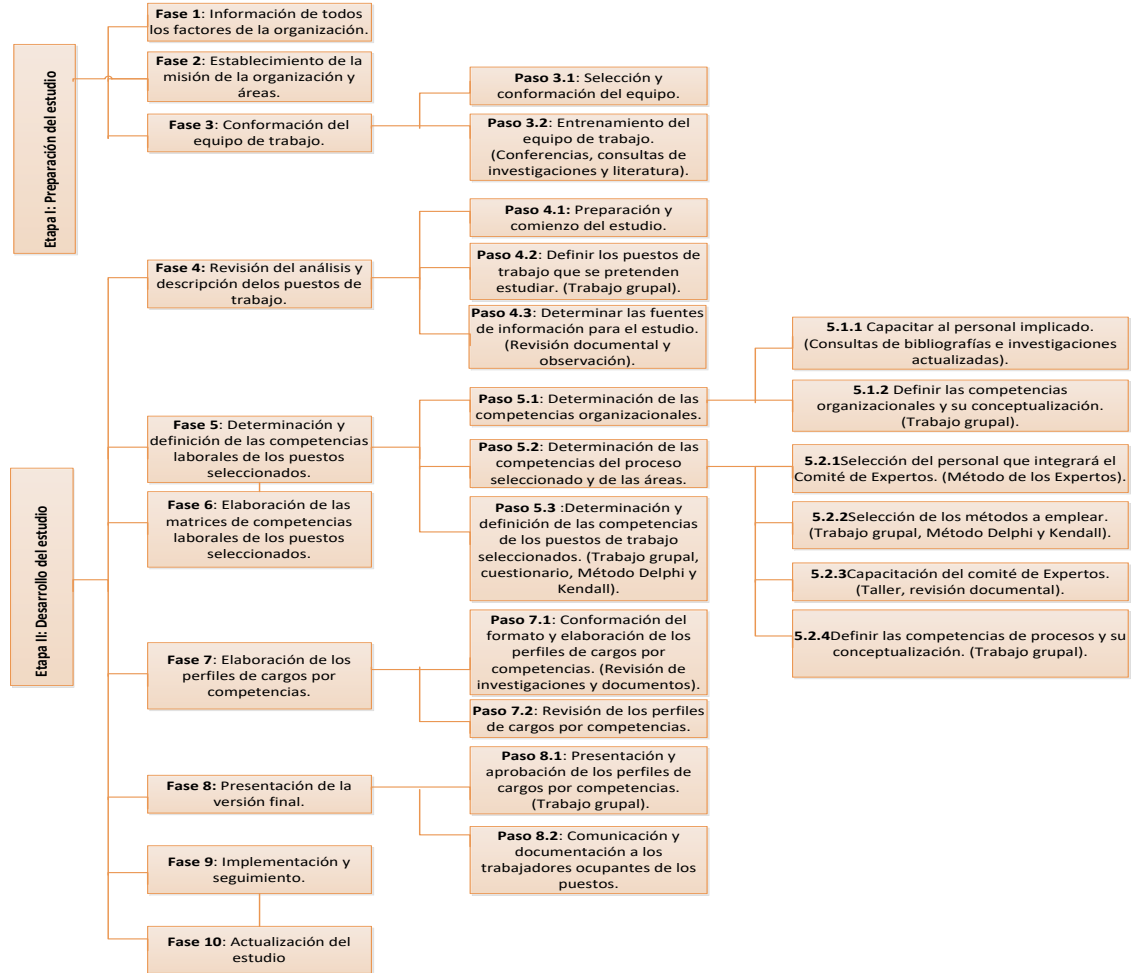 Etapa I: Preparación del estudio
Fase 1: Información de todos
los factores de la organización.
Fase 2: Establecimiento de la
misión de la organización y
áreas.
Fase 3: Conformación del
equipo de trabajo.
Paso 3.1: Selección y
conformación del equipo.
Paso 3.2: Entrenamiento del
equipo de trabajo.
(Conferencias, consultas de
investigaciones y literatura).
Etapa II: Desarrollo del estudio
Fase 4: Revisión del análisis y
descripción delos puestos de
trabajo.
Paso 4.1: Preparación y
comienzo del estudio.
Paso 4.2: Definir los puestos de
trabajo que se pretenden
estudiar. (Trabajo grupal).
Paso 4.3: Determinar las fuentes
de información para el estudio.
(Revisión documental y
observación).
Fase 5: Determinación y
definición de las competencias
laborales de los puestos
seleccionados.
Paso 5.1: Determinación de las
competencias organizacionales.
5.1.1 Capacitar al personal implicado.
(Consultas de bibliografías e investigaciones
actualizadas).
5.1.2 Definir las competencias
organizacionales y su conceptualización.
(Trabajo grupal).
Paso 5.2: Determinación de las
competencias del proceso
seleccionado y de las áreas.
5.2.1Selección del personal que integrará el
Comité de Expertos. (Método de los Expertos).
5.2.2Selección de los métodos a emplear.
(Trabajo grupal, Método Delphi y Kendall).
5.2.3Capacitación del comité de Expertos.
(Taller, revisión documental).
5.2.4Definir las competencias de procesos y su
conceptualización. (Trabajo grupal).
Paso 5.3 :Determinación y
definición de las competencias
de los puestos de trabajo
seleccionados. (Trabajo grupal,
cuestionario, Método Delphi y
Kendall).
Fase 6: Elaboración de las
matrices de competencias
laborales de los puestos
seleccionados.
Fase 7: Elaboración de los
perfiles de cargos por
competencias.
Paso 7.1: Conformación del
formato y elaboración de los
perfiles de cargos por
competencias. (Revisión de
investigaciones y documentos).
Paso 7.2: Revisión de los perfiles
de cargos por competencias.
Fase 8: Presentación de la
versión final.
Paso 8.1: Presentación y
aprobación de los perfiles de
cargos por competencias.
(Trabajo grupal).
Paso 8.2: Comunicación y
documentación a los
trabajadores ocupantes de los
puestos.
Fase 9: Implementación y
seguimiento.
Fase 10: Actualización del
estudio